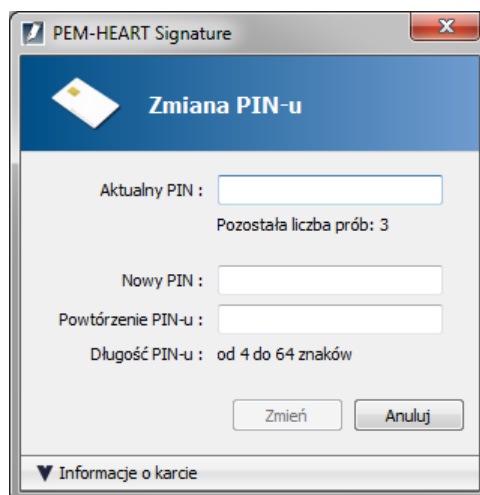 PEM-HEART Signature
Zmiana PIN-u
Aktualny PIN :
Pozostała liczba prób: 3
Nowy PIN :
Powtórzenie PIN-u :
Długość PIN-u : od 4 do 64 znaków
Zmień Anuluj
Informacje o karcie